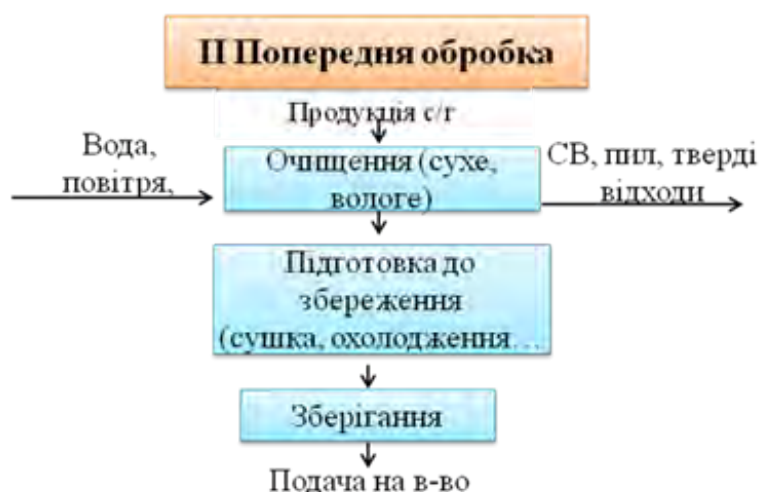 ІІ Попередня обробка
Продукція с/г
Вода,
повітря,
Очищення (сухе,
вологе)
СВ, пил, тверді
відходи
Підготовка до
збереження
(сушка, охолодження…
Зберігання
Подача на в-во